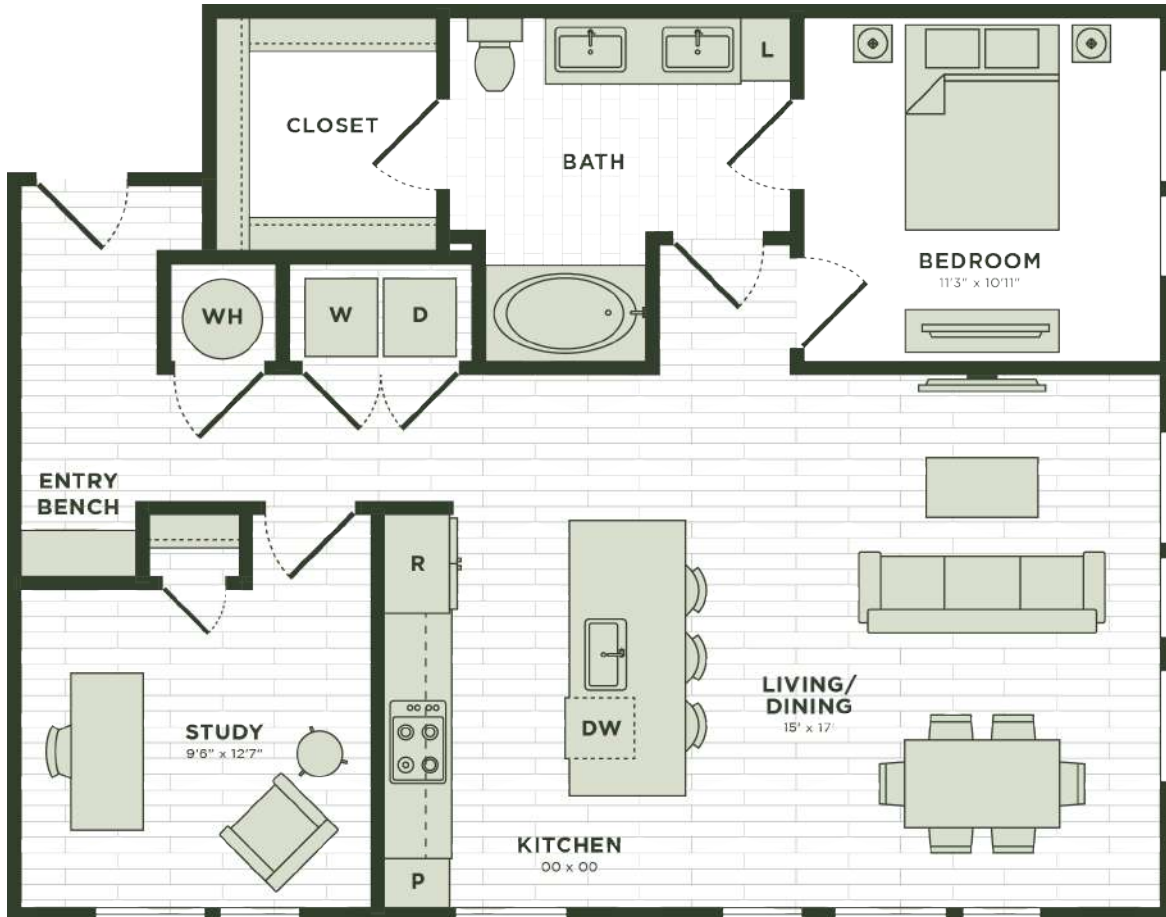 L
CLOSET
BATH
BEDROOM
11'3" x 10'11"
WH
W
D
ENTRY
BENCH
R
LIVING/
DINING
15' x 17'
STUDY
9'6" x 12'7"
DW
KITCHEN
00 x 00
P